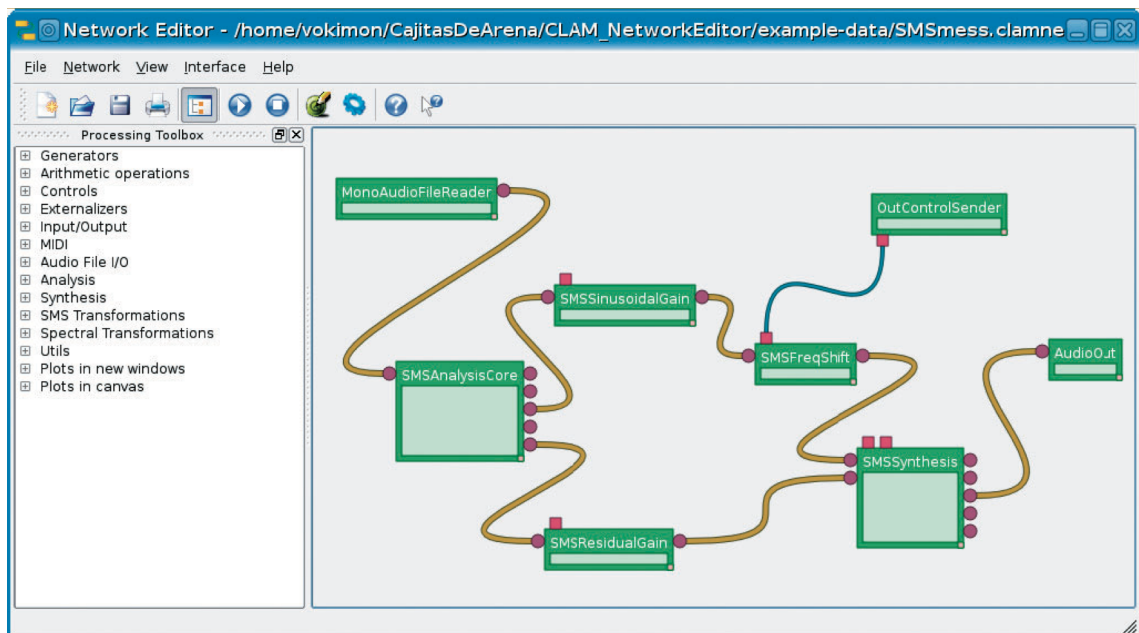 Network Editor - /home/vokimon/CajitasDeArena/CLAM_NetworkEditor/example-data/SMSmess.clamne
File Network View Interface Help
Processing Toolbox
Generators
Arithmetic operations
Controls
Externalizers
Input/Output
MIDI
Audio File I/O
Analysis
Synthesis
SMS Transformations
Spectral Transformations
Utils
Plots in new windows
Plots in canvas
MonoAudioFileReader
OutControlSender
SMSSinusoidalGain
SMSFreqShift
AudioOut
SMSAnalysisCore
SMSSynthesis
SMSResidualGain